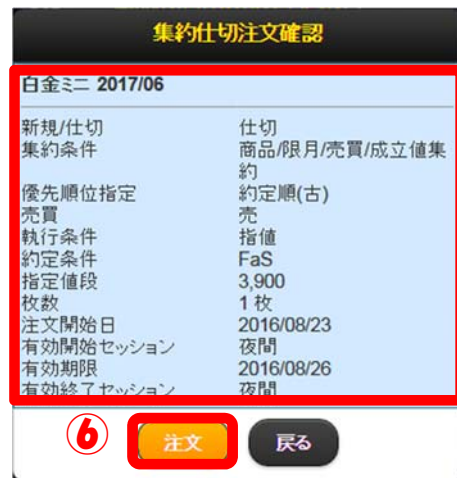 集約仕切注文確認
白金ミニ 2017/06
新規/仕切 仕切
集約条件 商品/限月/売買/成立値集
約
優先順位指定 約定順(古)
売買 売
執行条件 指値
約定条件 FaS
指定値段 3,900
枚数 1 枚
注文開始日 2016/08/23
有効開始セッション 夜間
有効期限 2016/08/26
有効終了セッション 夜間
⑥ 注文 戻る